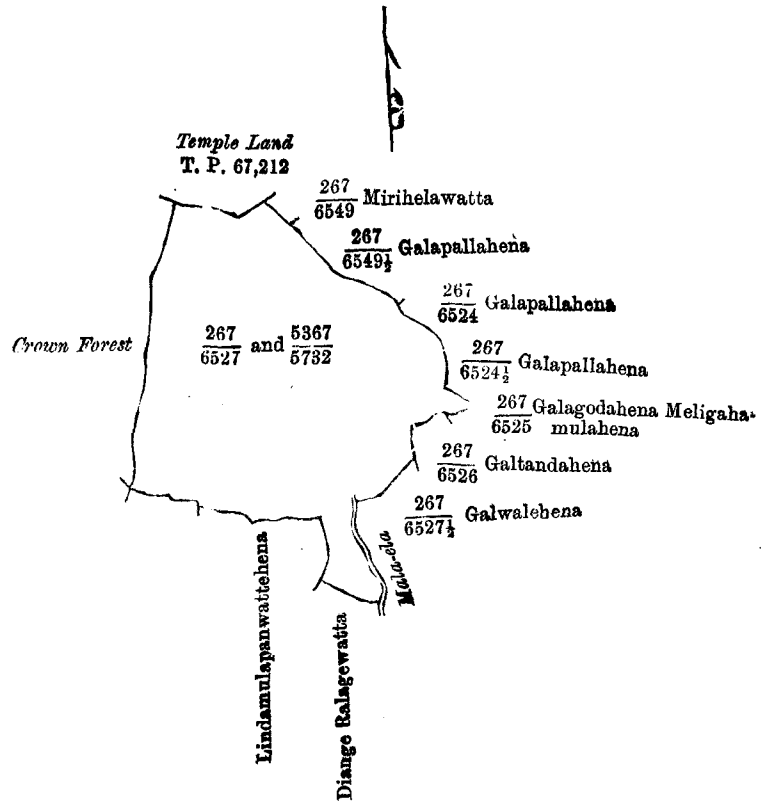 Temple Land
T. P. 67,212
267/6549 Mirihelawatta
267/6549½ Galapallahena
267/6524 Galapallahena
Crown Forest
267/6527 and 5367/5732
267/6524½ Galapallahena
267/6525 Galagodahena Meligaha-
mulahena
267/6526 Galtandahena
267/6527½ Galwalehena
Mala-ela
Lindamulapanwattehena
Diange Ralagewatta